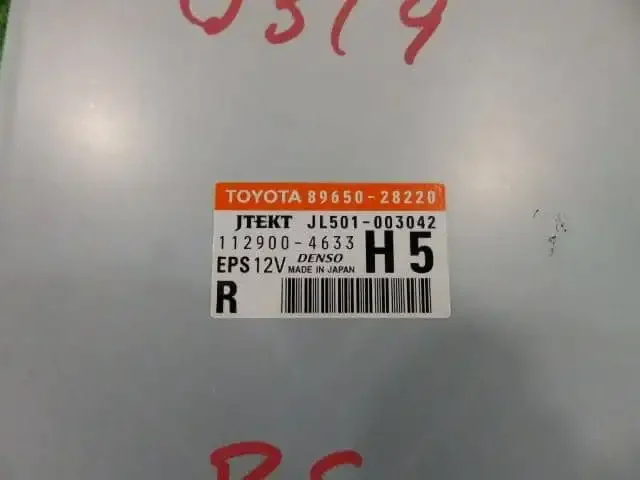 TOYOTA 89650-28220
JTEKT JL501-003042
112900-4633 H5
EPS 12V DENSO MADE IN JAPAN
R